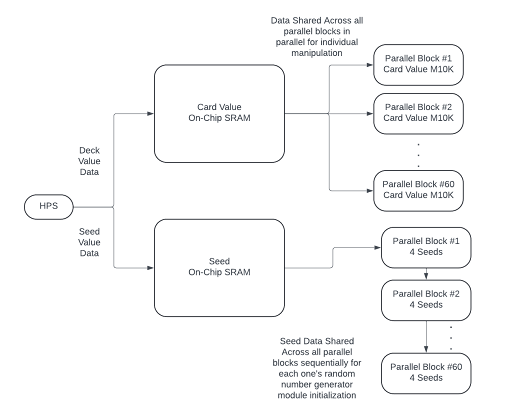 Data Shared Across all
parallel blocks in
parallel for individual
manipulation
Parallel Block #1
Card Value M10K
Card Value
On-Chip SRAM
Parallel Block #2
Card Value M10K
Deck
Value
Data
Parallel Block #60
Card Value M10K
HPS
Seed
Value
Data
Parallel Block #1
4 Seeds
Seed
On-Chip SRAM
Parallel Block #2
4 Seeds
Seed Data Shared
Across all parallel
blocks sequentially for
each one's random
number generator
module initialization
Parallel Block #60
4 Seeds